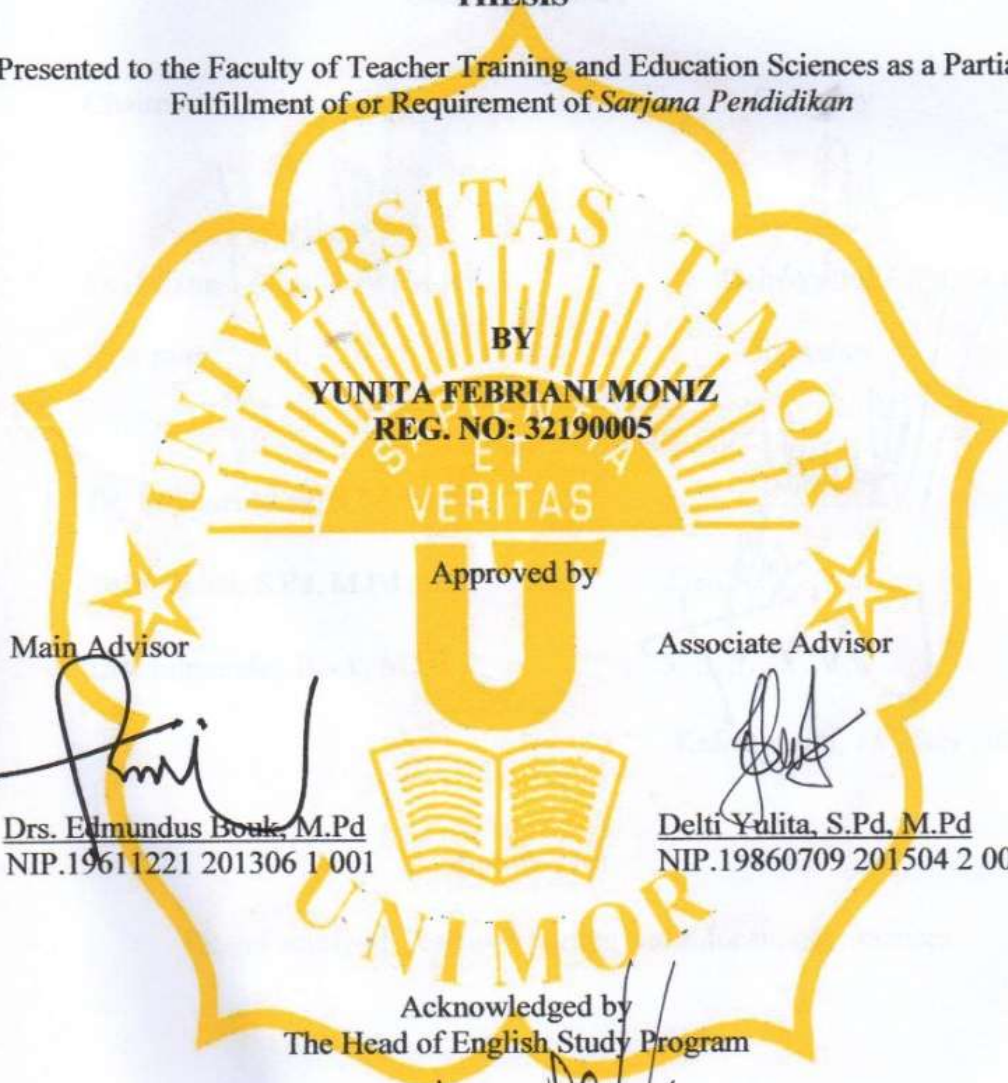 THESIS
Presented to the Faculty of Teacher Training and Education Sciences as a Partia
Fulfillment of or Requirement of Sarjana Pendidikan
UNIVERSITAS TIMOR
BY
YUNITA FEBRIANI MONIZ
REG. NO: 32190005
SAPIENTIA
ET
VERITAS
U
Approved by
Main Advisor
Associate Advisor
Drs. Edmundus Bouk, M.Pd
NIP.19611221 201306 1 001
Delti Yulita, S.Pd, M.Pd
NIP.19860709 201504 2 00
UNIMOR
Acknowledged by
The Head of English Study Program